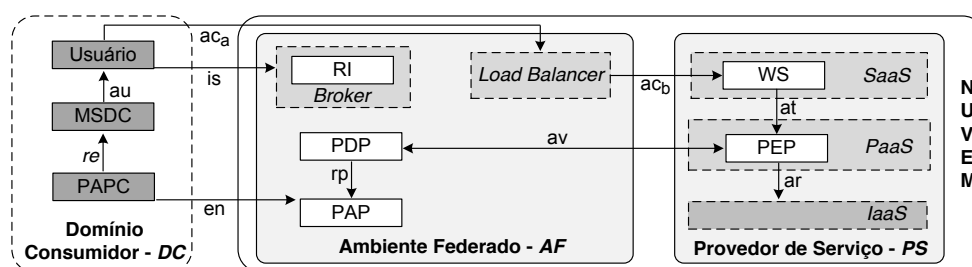 Usuário
ac_a
is
au
MSDC
re
PAPC
en
Domínio
Consumidor - DC
RI
Broker
Load Balancer
PDP
rp
PAP
Ambiente Federado - AF
ac_b
av
WS
SaaS
at
PEP
PaaS
ar
IaaS
Provedor de Serviço - PS
N
U
V
E
M